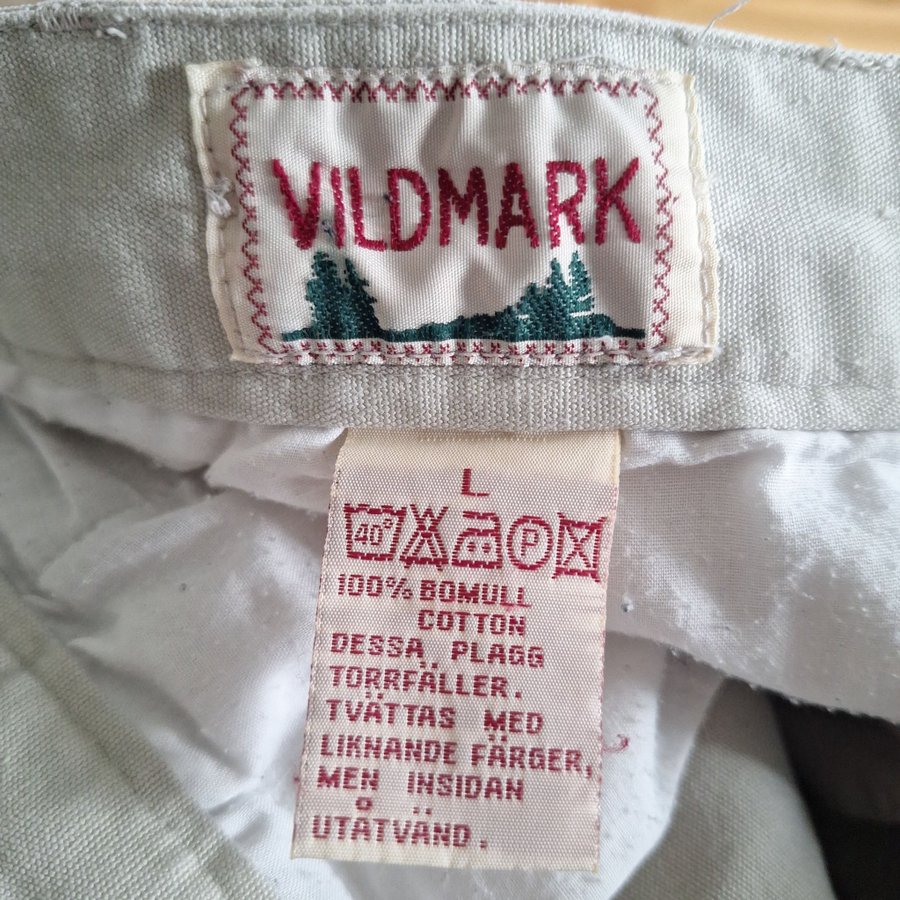 VILDMARK
L
40° P
100% BOMULL
COTTON
DESSA PLAGG
TORRFÄLLER.
TVÄTTAS MED
LIKNANDE FÄRGER,
MEN INSIDAN
UTÅTVÄND.